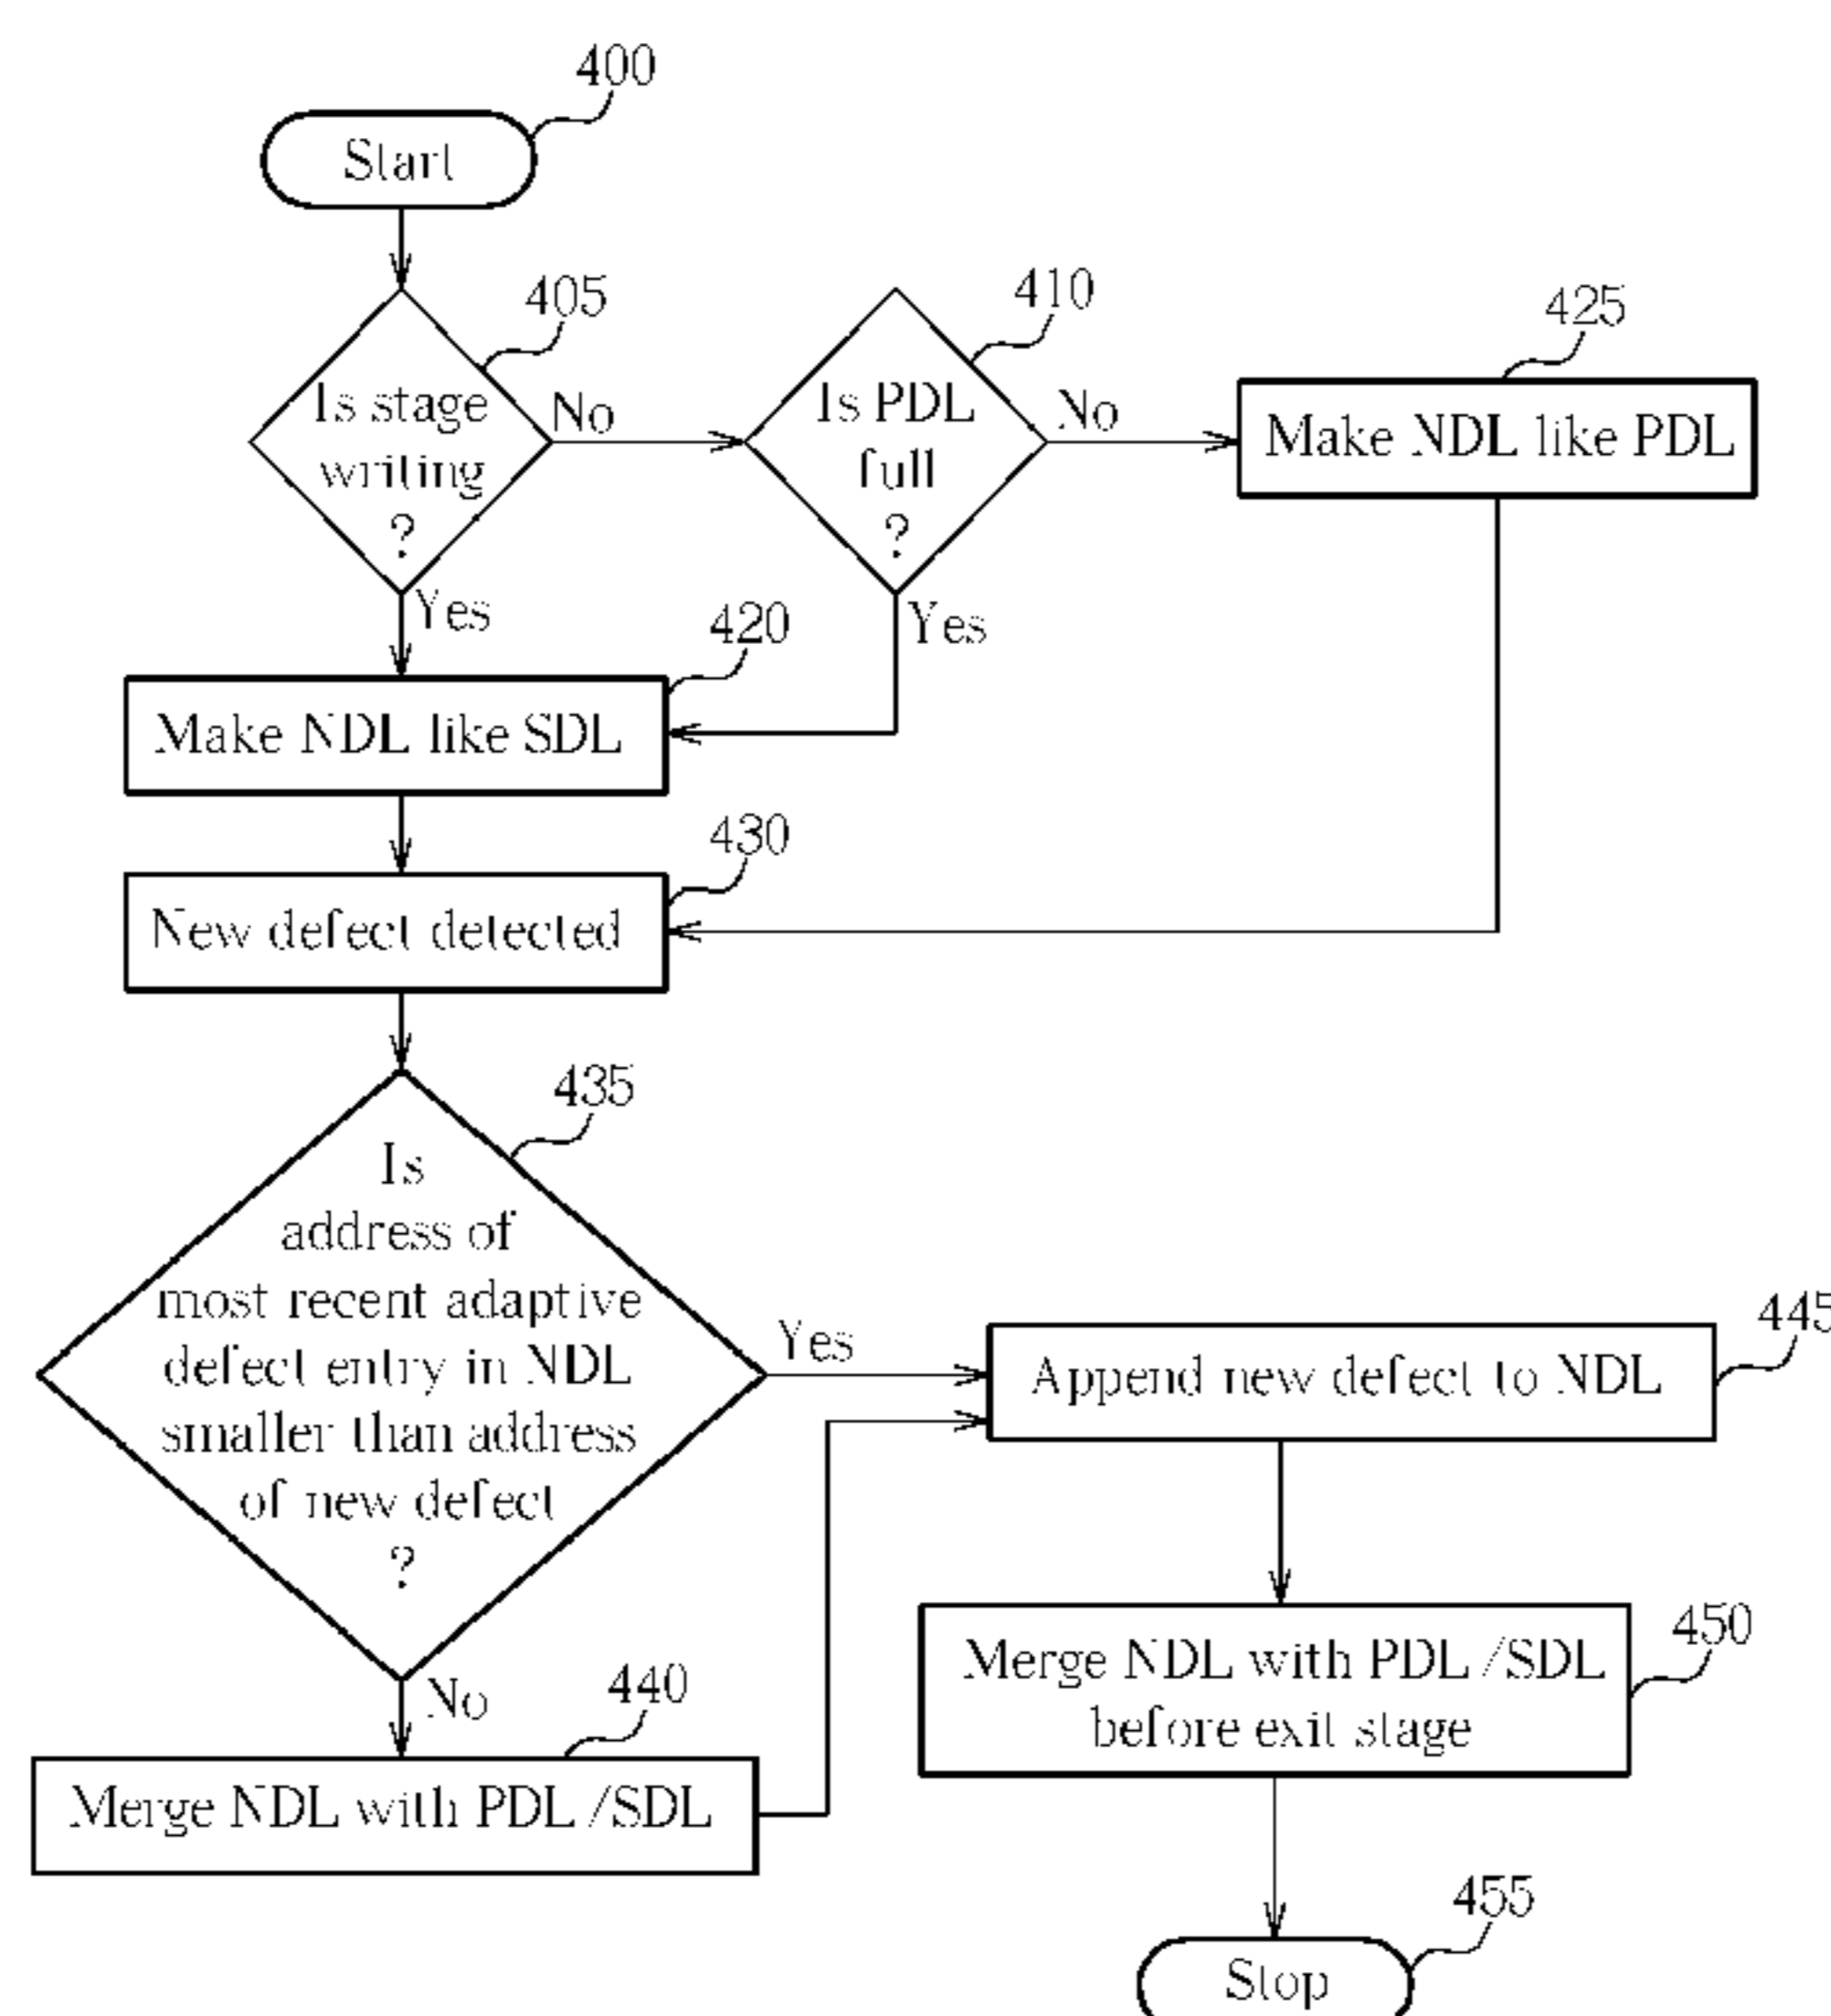 400
Start
405
Is stage
writing
?
No
Yes
410
Is PDL
full
?
No
Yes
425
Make NDL like PDL
420
Make NDL like SDL
430
New defect detected
435
Is
address of
most recent adaptive
defect entry in NDL
smaller than address
of new defect
?
Yes
No
445
Append new defect to NDL
440
Merge NDL with PDL /SDL
450
Merge NDL with PDL /SDL
before exit stage
455
Stop